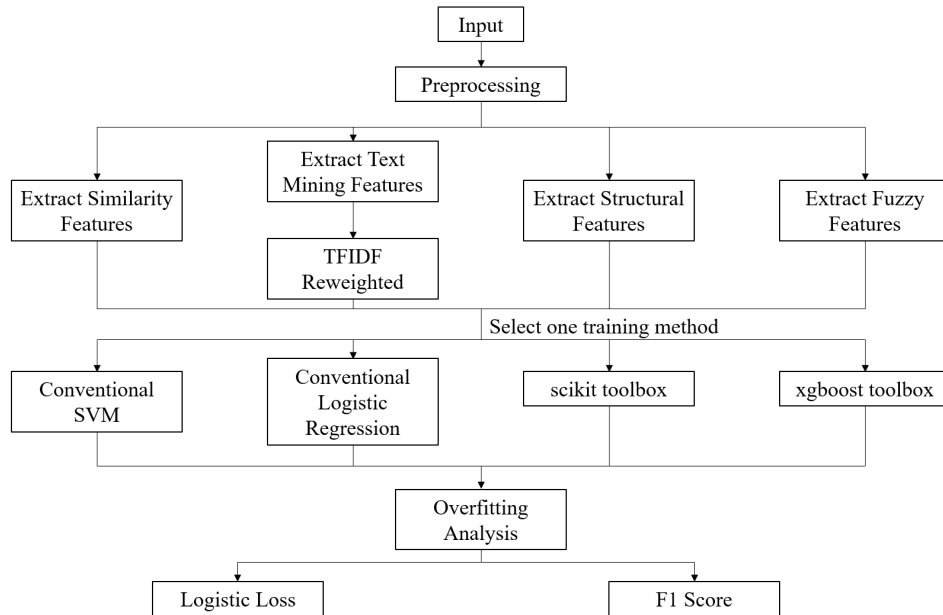 Input
Preprocessing
Extract Similarity
Features
Extract Text
Mining Features
TFIDF
Reweighted
Extract Structural
Features
Extract Fuzzy
Features
Select one training method
Conventional
SVM
Conventional
Logistic
Regression
scikit toolbox
xgboost toolbox
Overfitting
Analysis
Logistic Loss
F1 Score